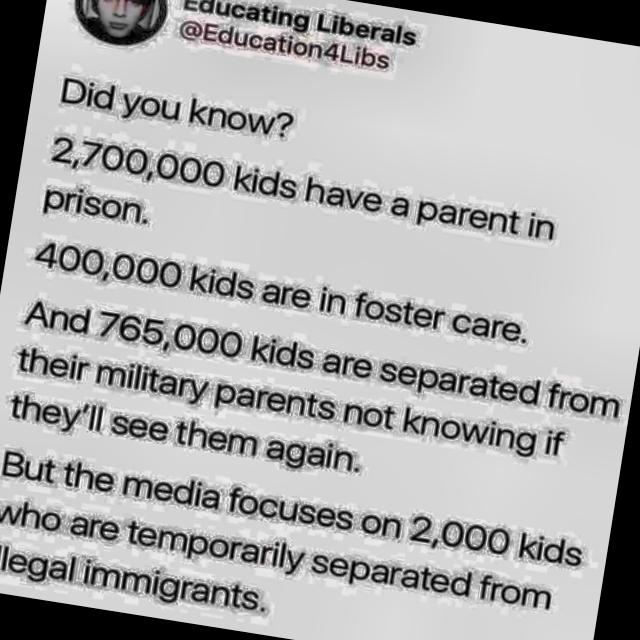 Educating Liberals
@Education4Libs
Did you know?
2,700,000 kids have a parent in
prison.
400,000 kids are in foster care.
And 765,000 kids are separated from
their military parents not knowing if
they'll see them again.
But the media focuses on 2,000 kids
who are temporarily separated from
llegal immigrants.